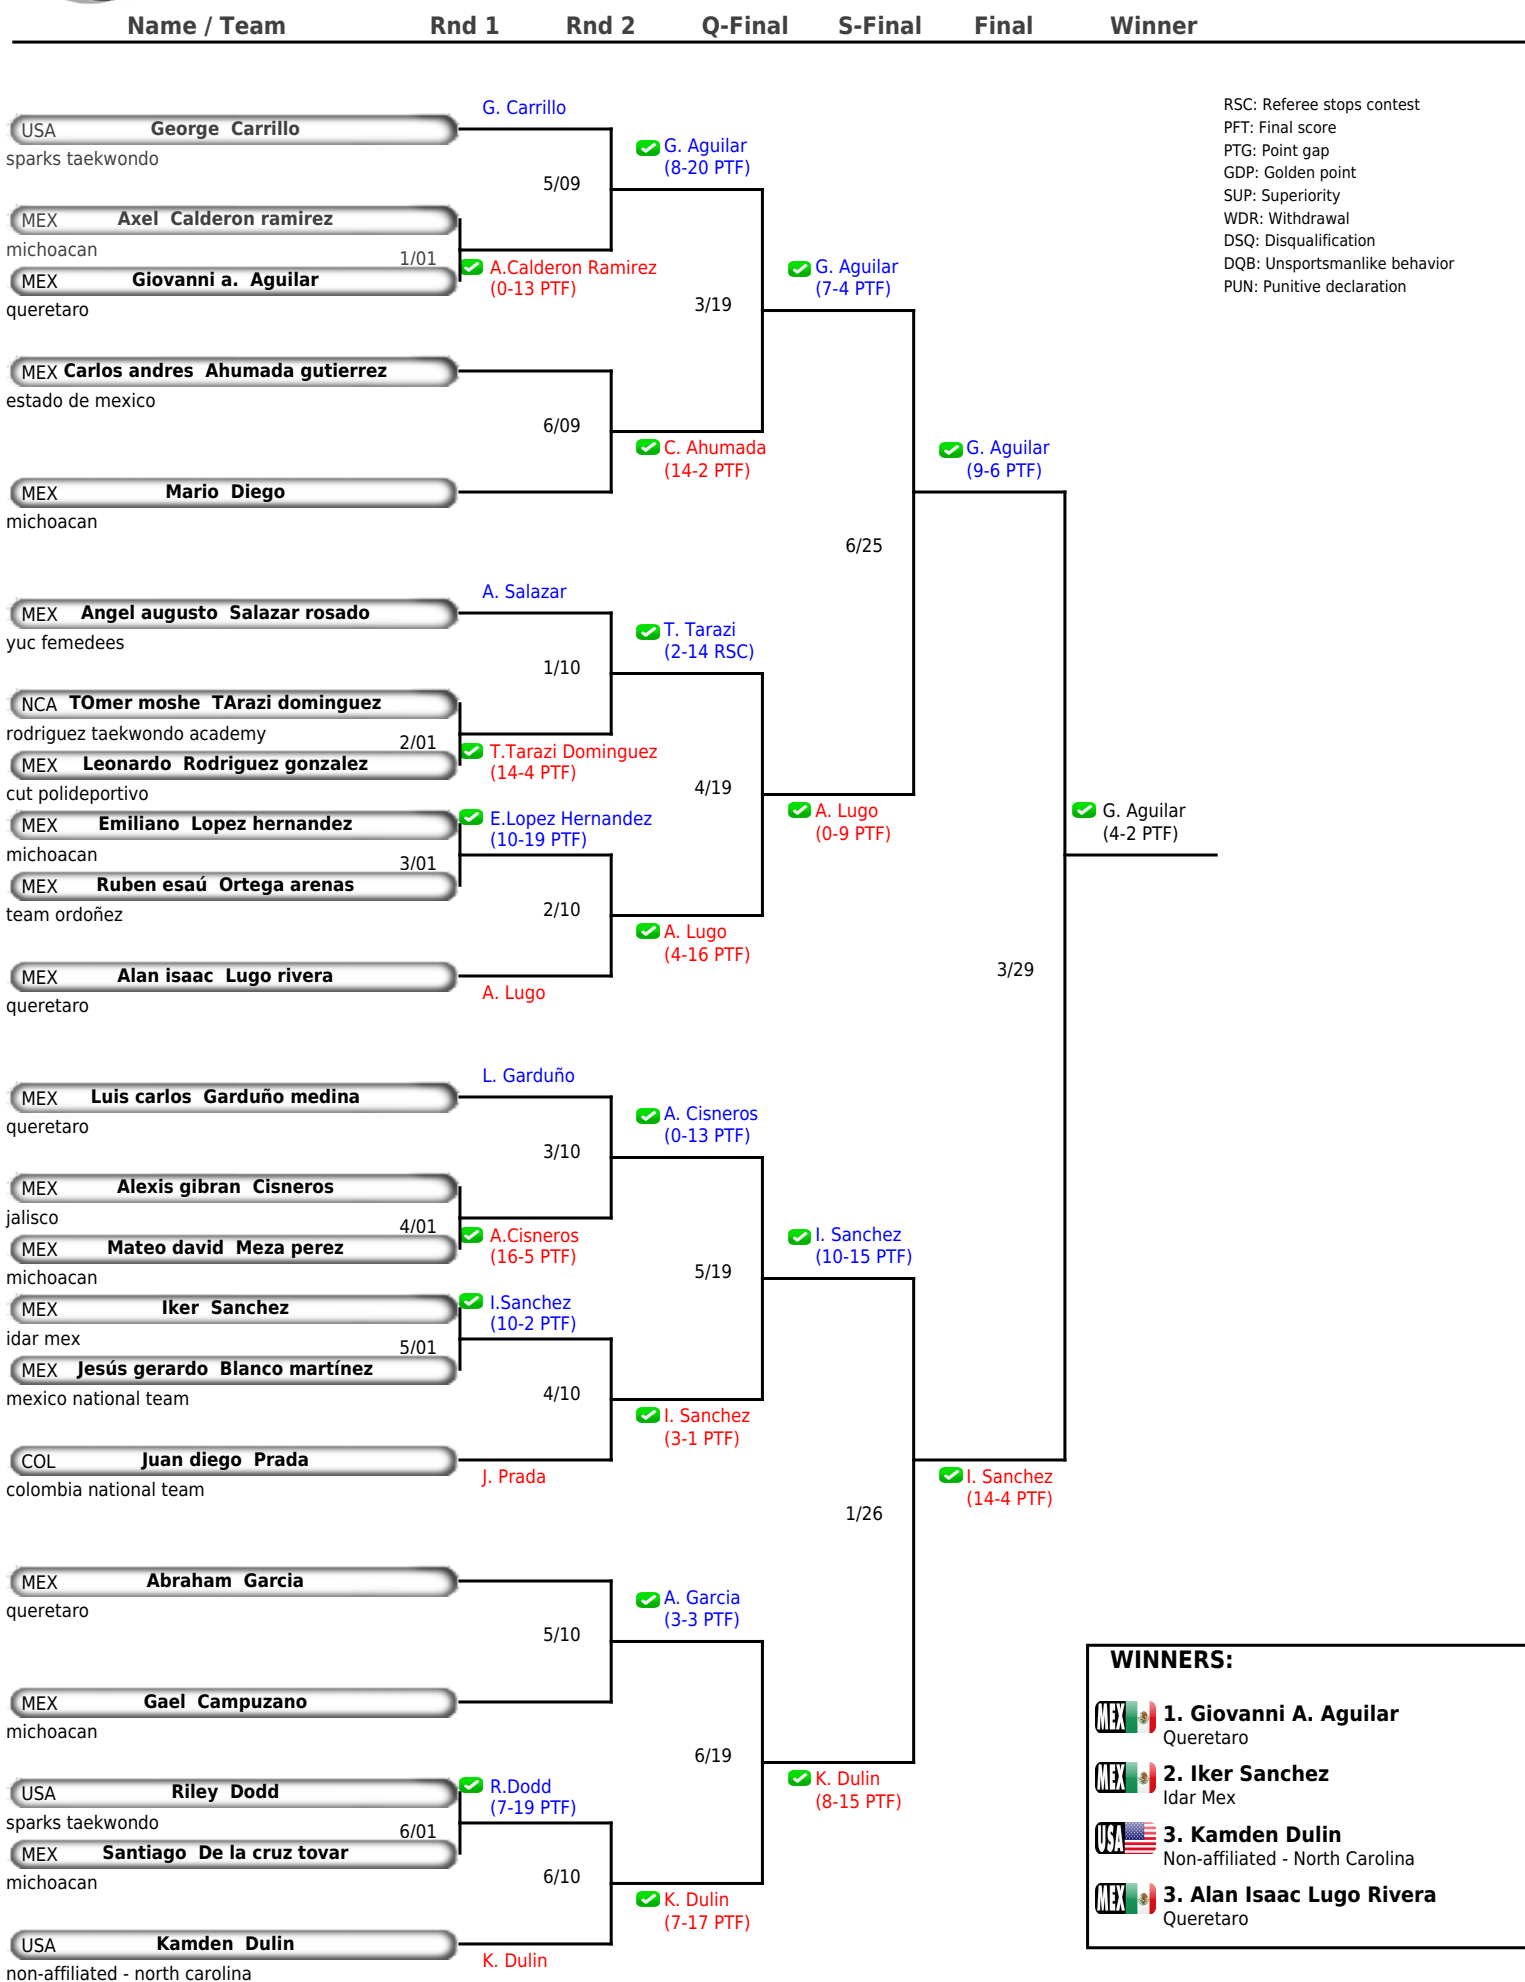 Name / Team Rnd 1 Rnd 2 Q-Final S-Final Final Winner
RSC: Referee stops contest
PFT: Final score
PTG: Point gap
GDP: Golden point
SUP: Superiority
WDR: Withdrawal
DSQ: Disqualification
DQB: Unsportsmanlike behavior
PUN: Punitive declaration
G. Carrillo
USA George Carrillo
sparks taekwondo
G. Aguilar
(8-20 PTF)
5/09
MEX Axel Calderon ramirez
michoacan
1/01
A.Calderon Ramirez
(0-13 PTF)
MEX Giovanni a. Aguilar
queretaro
G. Aguilar
(7-4 PTF)
3/19
MEX Carlos andres Ahumada gutierrez
estado de mexico
6/09
C. Ahumada
(14-2 PTF)
G. Aguilar
(9-6 PTF)
MEX Mario Diego
michoacan
6/25
A. Salazar
MEX Angel augusto Salazar rosado
yuc femedees
T. Tarazi
(2-14 RSC)
1/10
NCA TOmer moshe TArazi dominguez
rodriguez taekwondo academy
2/01
T.Tarazi Dominguez
(14-4 PTF)
MEX Leonardo Rodriguez gonzalez
cut polideportivo
4/19
A. Lugo
(0-9 PTF)
G. Aguilar
(4-2 PTF)
MEX Emiliano Lopez hernandez
michoacan
E.Lopez Hernandez
(10-19 PTF)
3/01
MEX Ruben esaú Ortega arenas
team ordoñez
2/10
A. Lugo
(4-16 PTF)
MEX Alan isaac Lugo rivera
queretaro
A. Lugo
3/29
L. Garduño
MEX Luis carlos Garduño medina
queretaro
A. Cisneros
(0-13 PTF)
3/10
MEX Alexis gibran Cisneros
jalisco
4/01
A.Cisneros
(16-5 PTF)
MEX Mateo david Meza perez
michoacan
I. Sanchez
(10-15 PTF)
5/19
MEX Iker Sanchez
idar mex
I.Sanchez
(10-2 PTF)
5/01
MEX Jesús gerardo Blanco martínez
mexico national team
4/10
I. Sanchez
(3-1 PTF)
COL Juan diego Prada
colombia national team
J. Prada
I. Sanchez
(14-4 PTF)
1/26
MEX Abraham Garcia
queretaro
A. Garcia
(3-3 PTF)
5/10
MEX Gael Campuzano
michoacan
6/19
K. Dulin
(8-15 PTF)
USA Riley Dodd
sparks taekwondo
R.Dodd
(7-19 PTF)
6/01
MEX Santiago De la cruz tovar
michoacan
6/10
K. Dulin
(7-17 PTF)
USA Kamden Dulin
non-affiliated - north carolina
K. Dulin
WINNERS:
MEX 1. Giovanni A. Aguilar
Queretaro
MEX 2. Iker Sanchez
Idar Mex
USA 3. Kamden Dulin
Non-affiliated - North Carolina
MEX 3. Alan Isaac Lugo Rivera
Queretaro